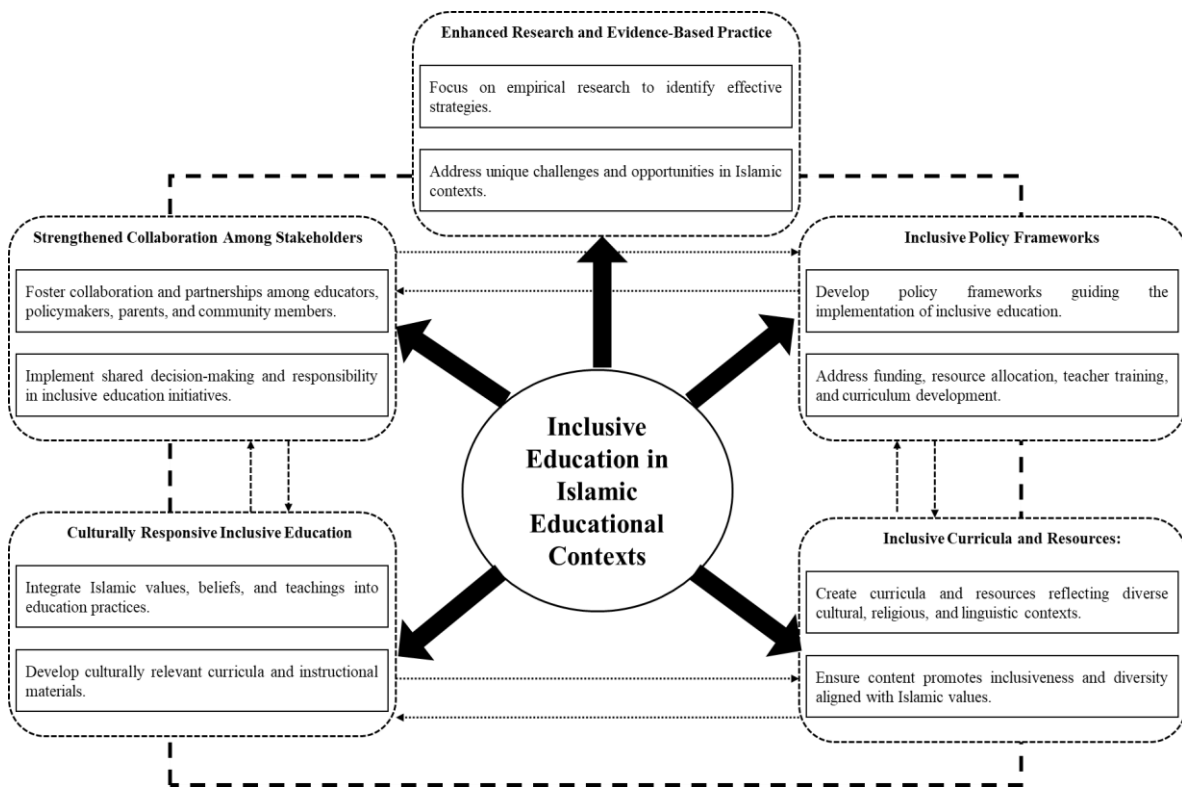 Enhanced Research and Evidence-Based Practice
Focus on empirical research to identify effective
strategies.
Address unique challenges and opportunities in Islamic
contexts.
Strengthened Collaboration Among Stakeholders
Foster collaboration and partnerships among educators,
policymakers, parents, and community members.
Implement shared decision-making and responsibility
in inclusive education initiatives.
Inclusive Policy Frameworks
Develop policy frameworks guiding the
implementation of inclusive education.
Address funding, resource allocation, teacher training,
and curriculum development.
Inclusive
Education in
Islamic
Educational
Contexts
Culturally Responsive Inclusive Education
Integrate Islamic values, beliefs, and teachings into
education practices.
Develop culturally relevant curricula and instructional
materials.
Inclusive Curricula and Resources:
Create curricula and resources reflecting diverse
cultural, religious, and linguistic contexts.
Ensure content promotes inclusiveness and diversity
aligned with Islamic values.